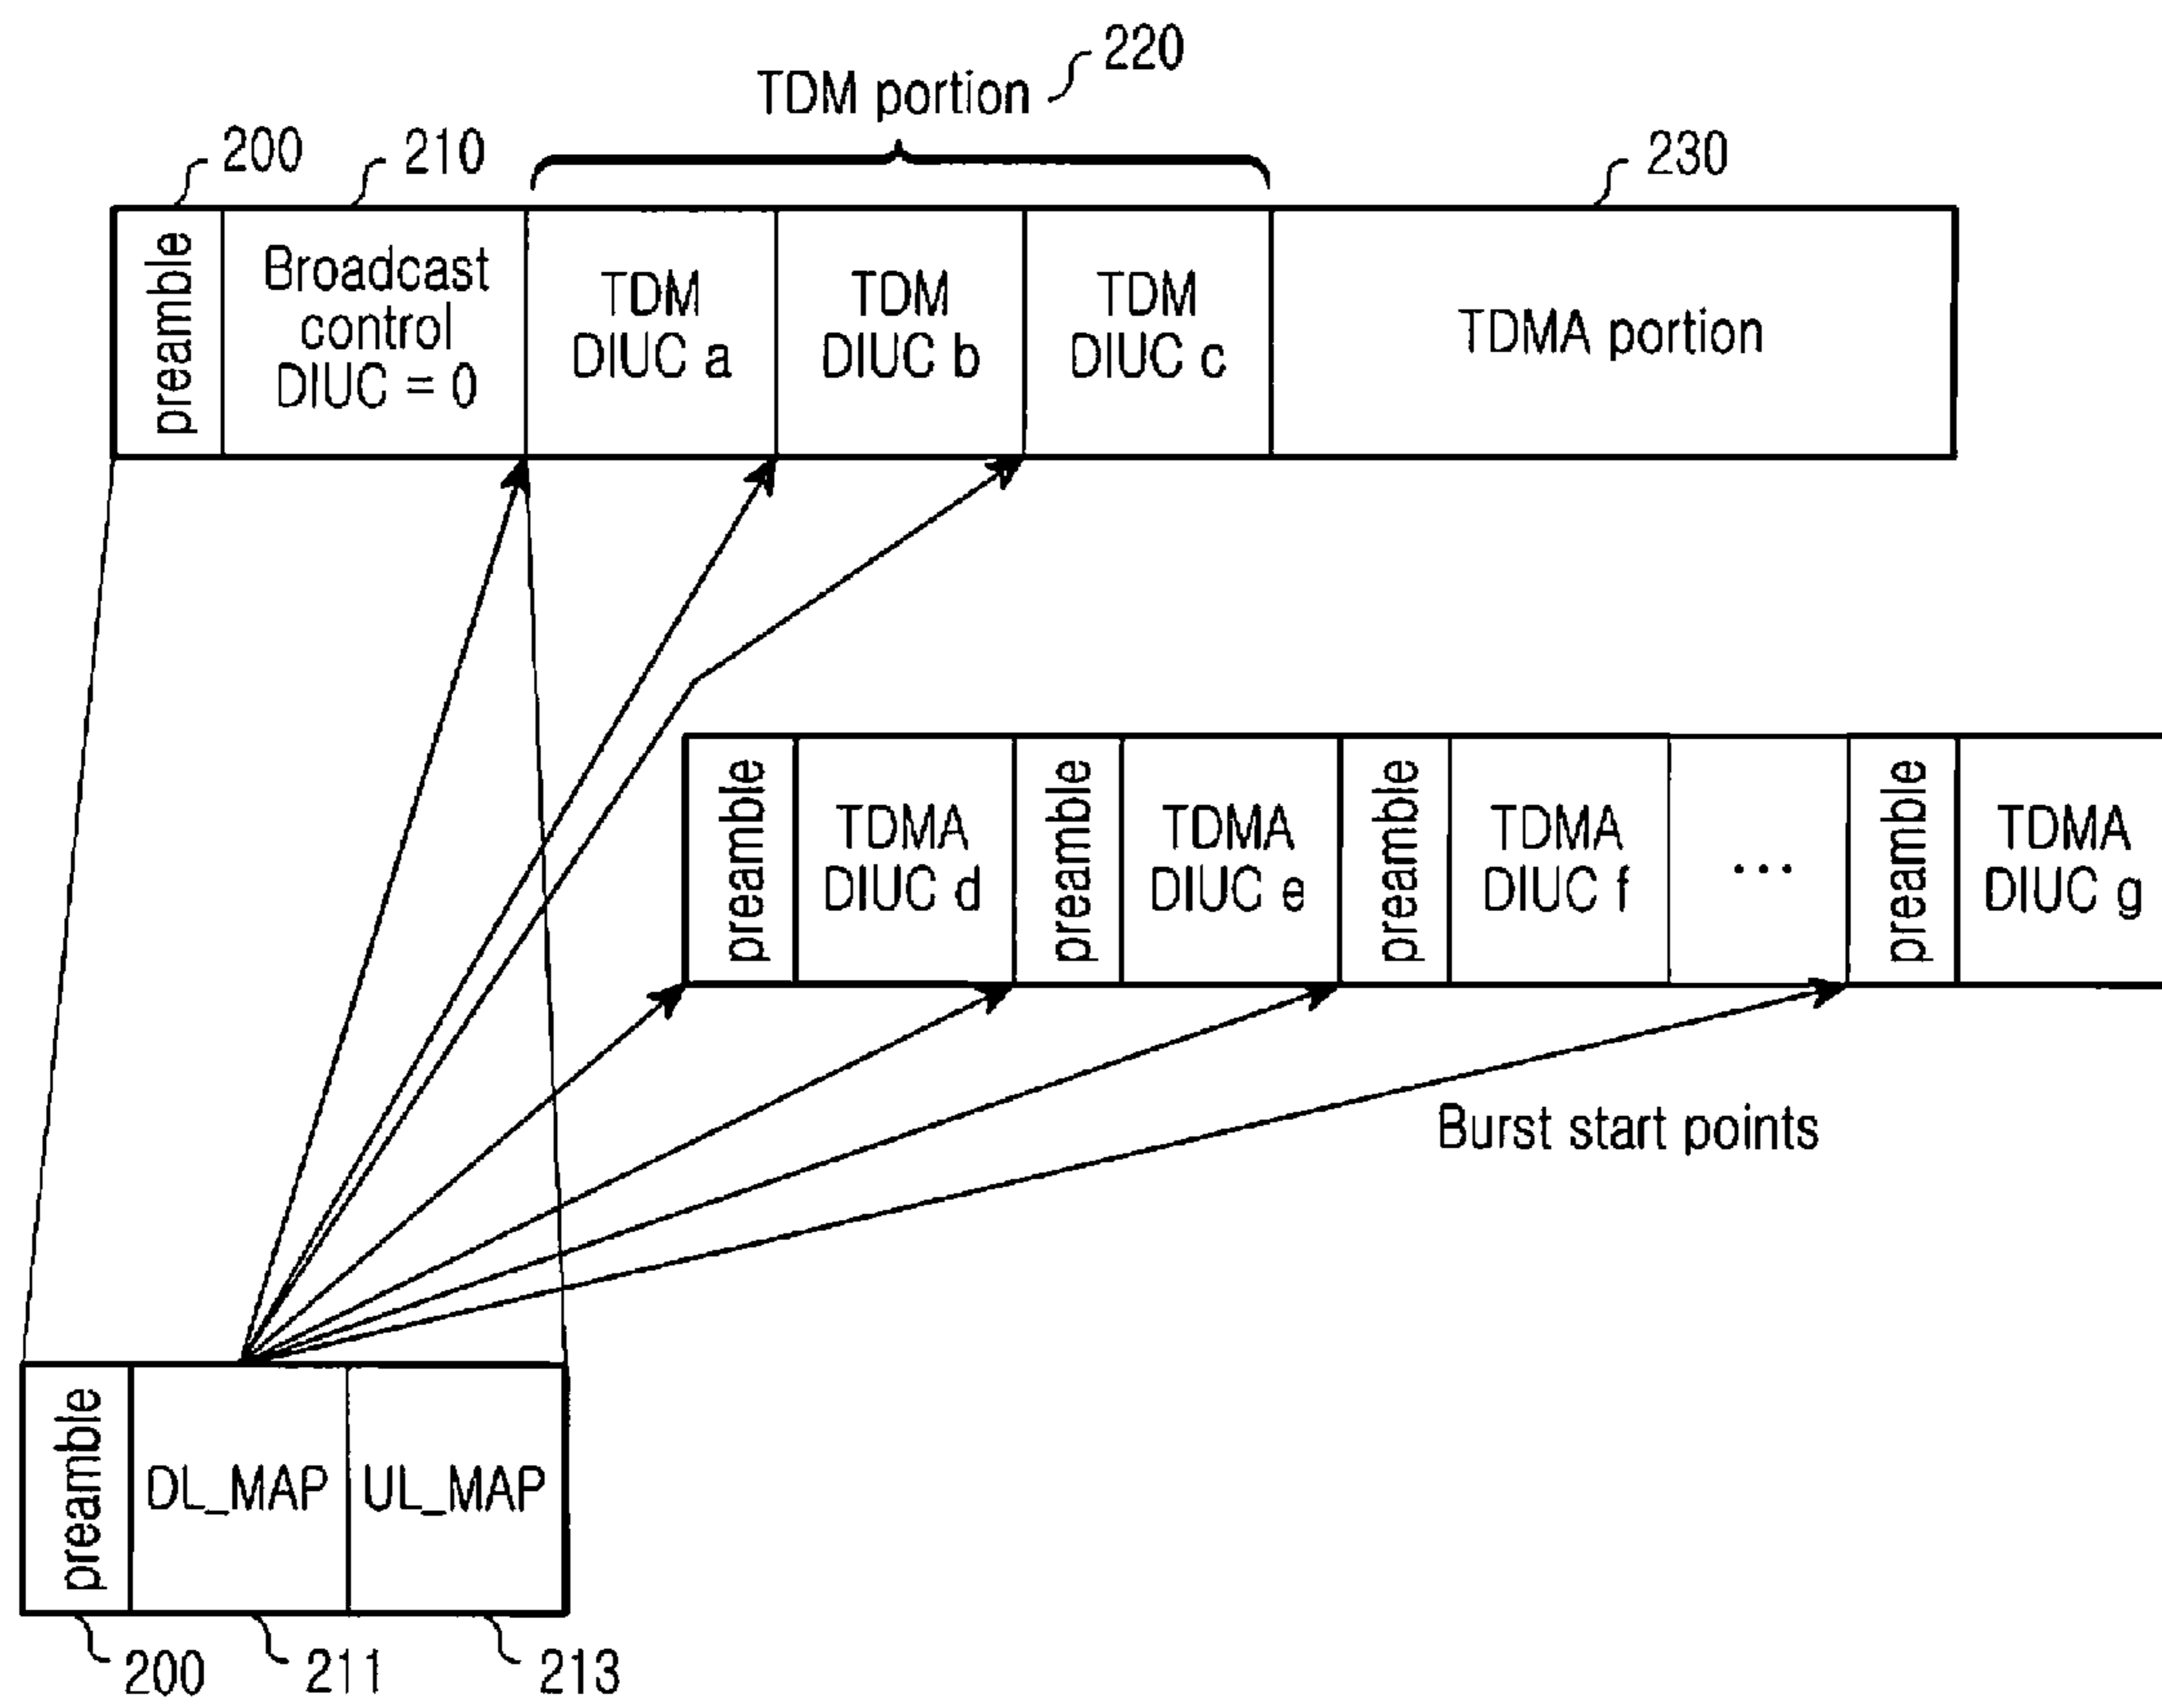 220
TDM portion
200
210
230
preamble
Broadcast
control
DIUC = 0
TDM
DIUC a
TDM
DIUC b
TDM
DIUC c
TDMA portion
preamble
TDMA
DIUC d
preamble
TDMA
DIUC e
preamble
TDMA
DIUC f
...
preamble
TDMA
DIUC g
Burst start points
preamble
DL_MAP
UL_MAP
200
211
213